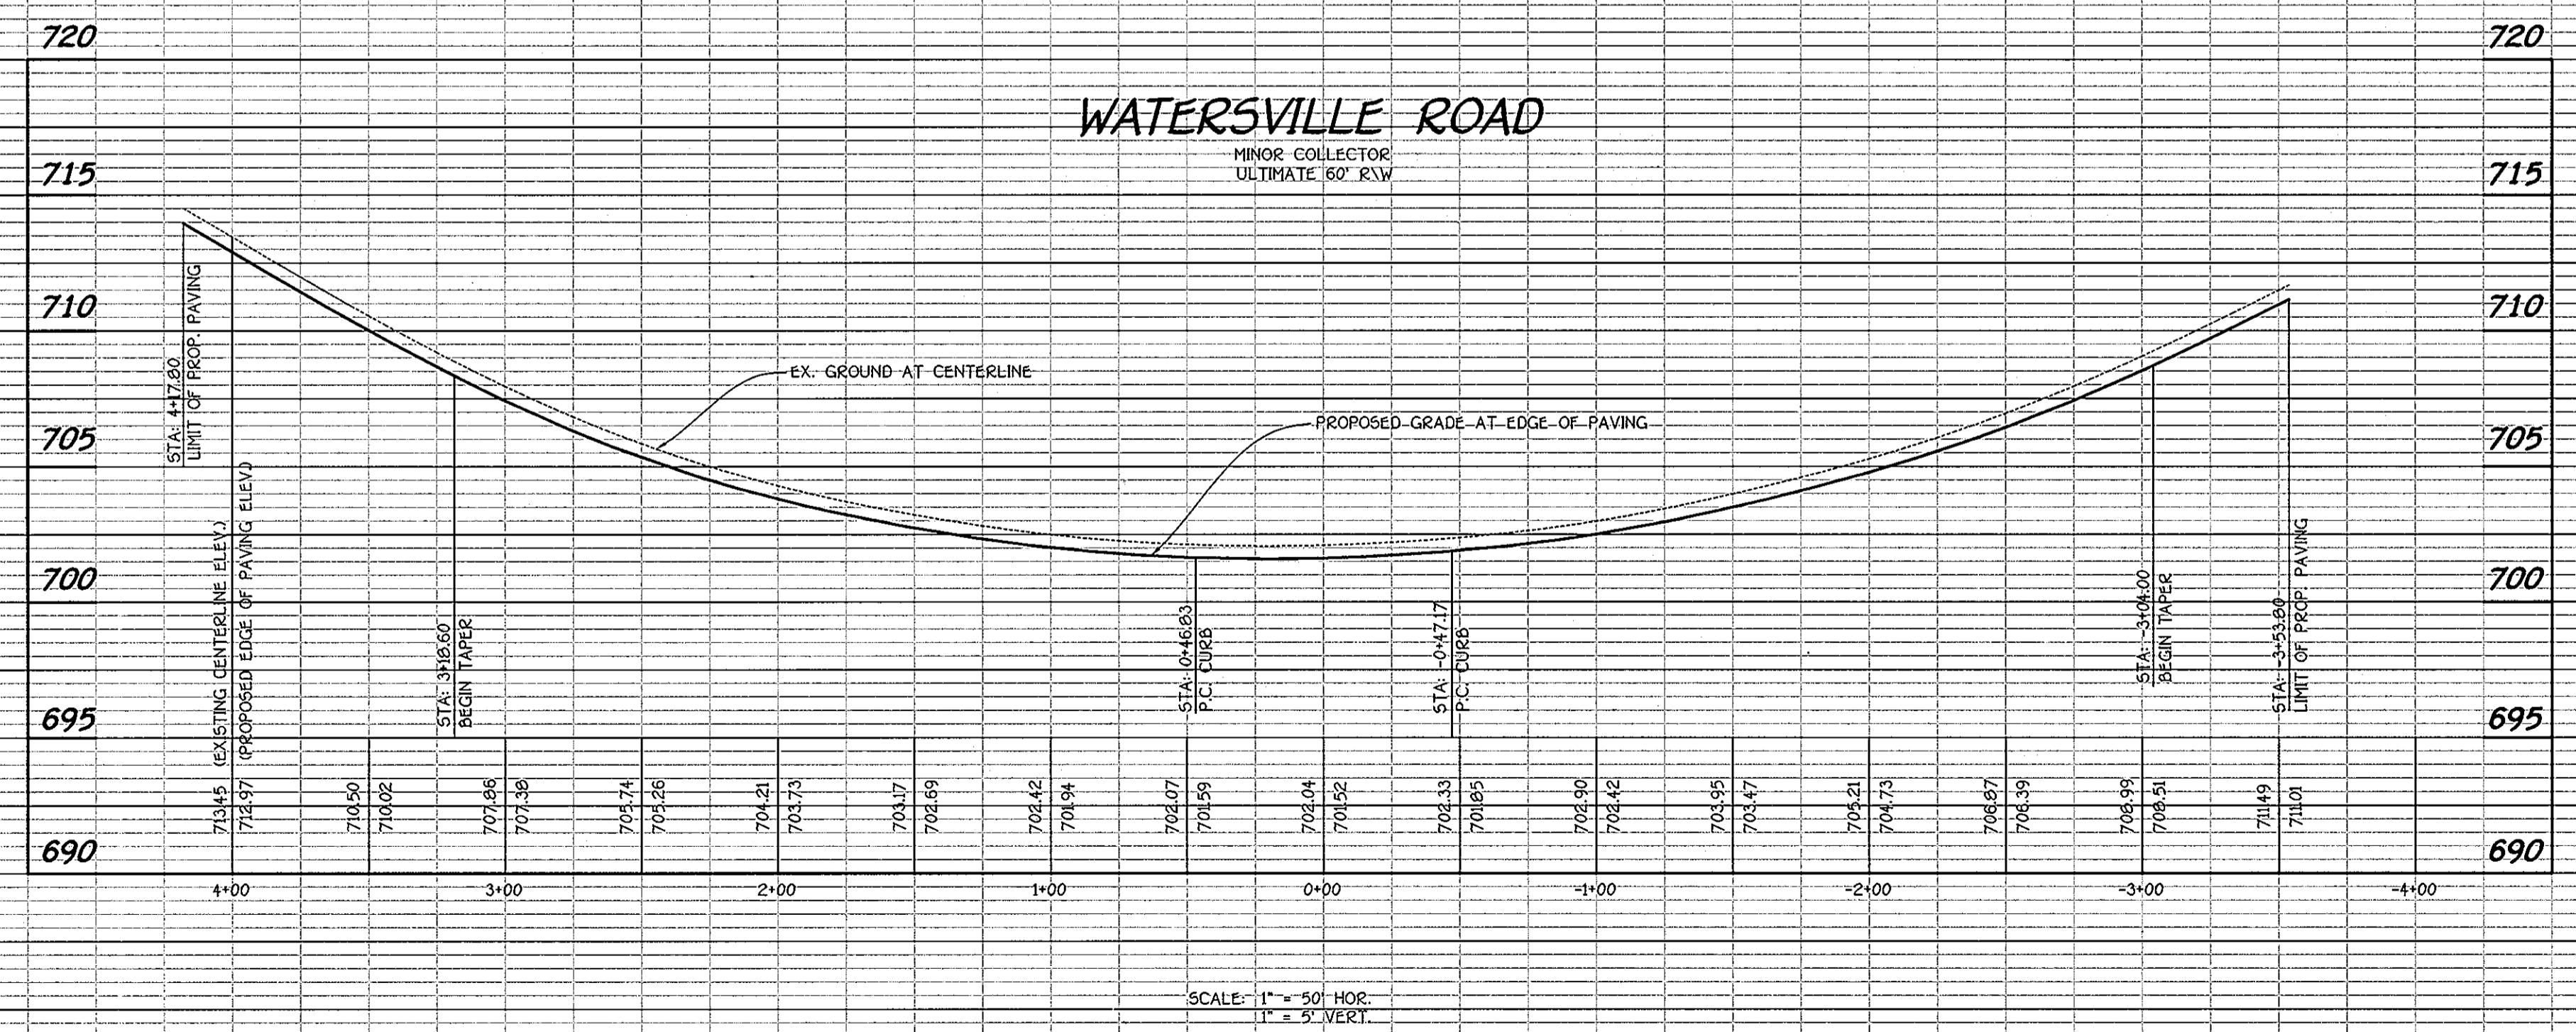 720
720
WATERSVILLE ROAD
MINOR COLLECTOR
ULTIMATE 60' R\W
715
715
710
710
705
705
700
700
695
695
690
690
STA: 4+17.80
LIMIT OF PROP. PAVING
EX. GROUND AT CENTERLINE
PROPOSED GRADE AT EDGE OF PAVING
(EXISTING CENTERLINE ELEV.)
(PROPOSED EDGE OF PAVING ELEV.)
STA: 3+18.60
BEGIN TAPER
STA: 0+46.83
P.C. CURB
STA: -0+47.17
P.C. CURB
STA: -3+04.00
BEGIN TAPER
STA: -3+53.80
LIMIT OF PROP PAVING
713.45
712.97
710.50
710.02
707.86
707.38
705.74
705.26
704.21
703.73
703.17
702.69
702.42
701.94
702.07
701.59
702.04
701.52
702.33
701.85
702.90
702.42
703.95
703.47
705.21
704.73
706.87
706.39
708.99
708.51
711.49
711.01
4+00
3+00
2+00
1+00
0+00
-1+00
-2+00
-3+00
-4+00
SCALE: 1" = 50' HOR.
1" = 5' VERT.